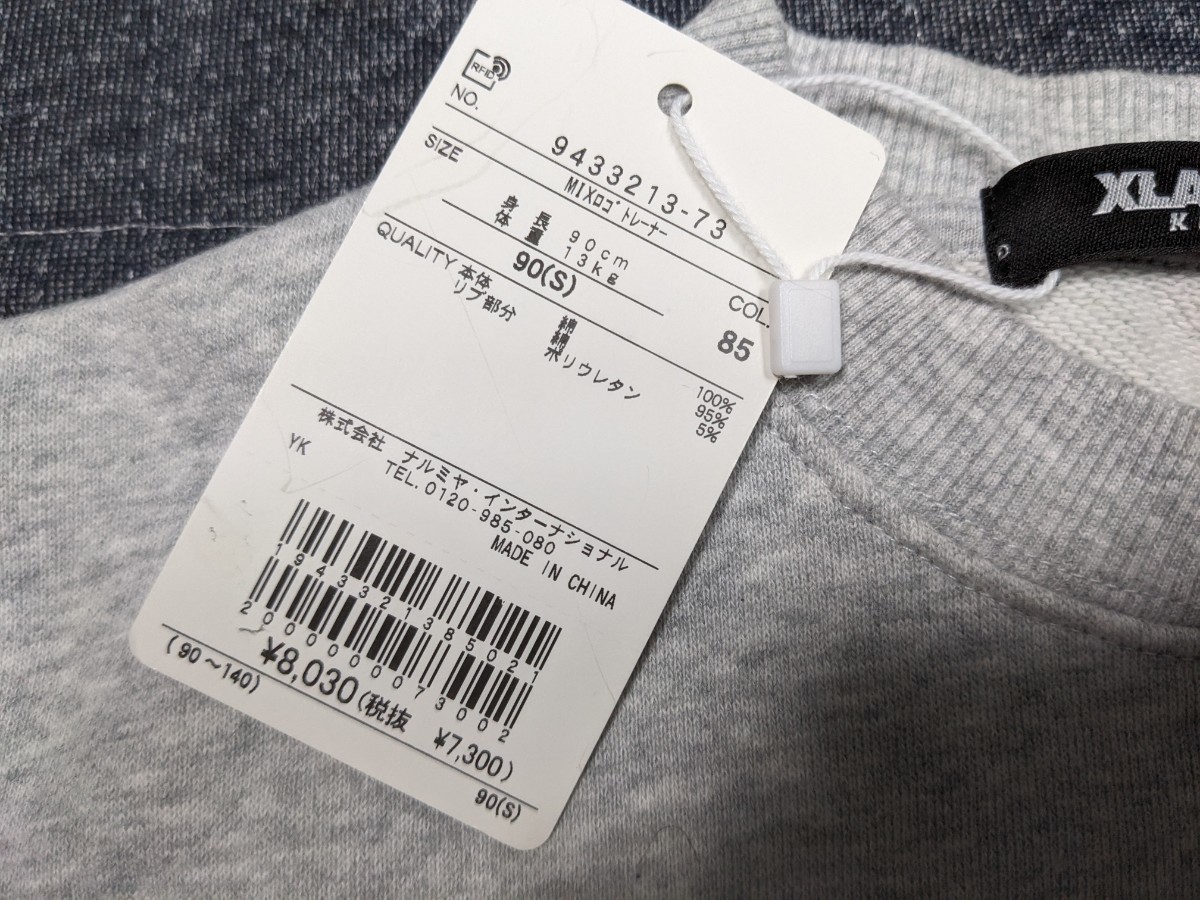 RFID
NO.
9433213-73
MIXロゴトレーナー
SIZE
身長 90cm
体重 13kg
90(S)
COL.
85
QUALITY
本体 綿 100%
リブ部分 綿 95%
ポリウレタン 5%
株式会社 ナルミヤ・インターナショナル
YK
TEL.0120-985-080
MADE IN CHINA
1943321385021
2000000073002
¥8,030(税抜 ¥7,300)
(90~140)
90(S)
XLA
K